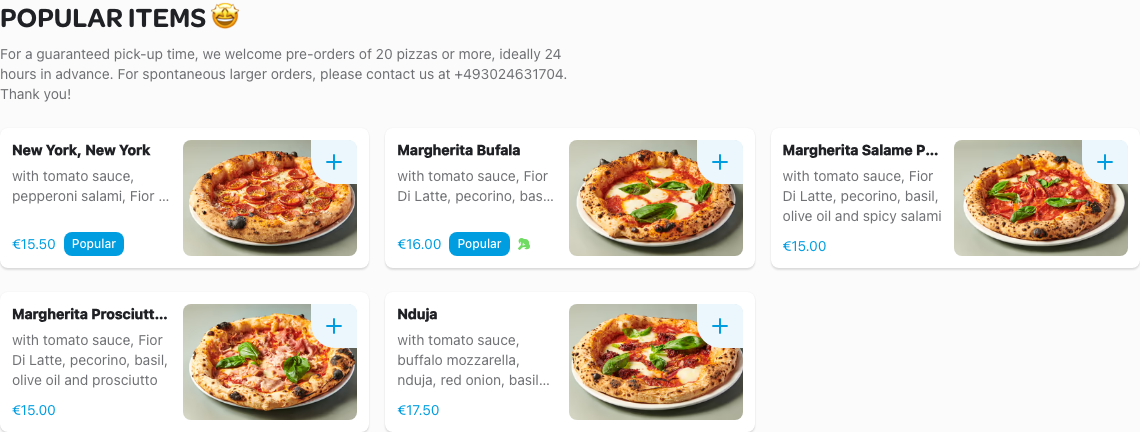 POPULAR ITEMS 🤩
For a guaranteed pick-up time, we welcome pre-orders of 20 pizzas or more, ideally 24
hours in advance. For spontaneous larger orders, please contact us at +493024631704.
Thank you!
New York, New York
with tomato sauce,
pepperoni salami, Fior ...
€15.50 Popular
Margherita Bufala
with tomato sauce, Fior
Di Latte, pecorino, bas...
€16.00 Popular
Margherita Salame P...
with tomato sauce, Fior
Di Latte, pecorino, basil,
olive oil and spicy salami
€15.00
Margherita Prosciutt...
with tomato sauce, Fior
Di Latte, pecorino, basil,
olive oil and prosciutto
€15.00
Nduja
with tomato sauce,
buffalo mozzarella,
nduja, red onion, basil...
€17.50